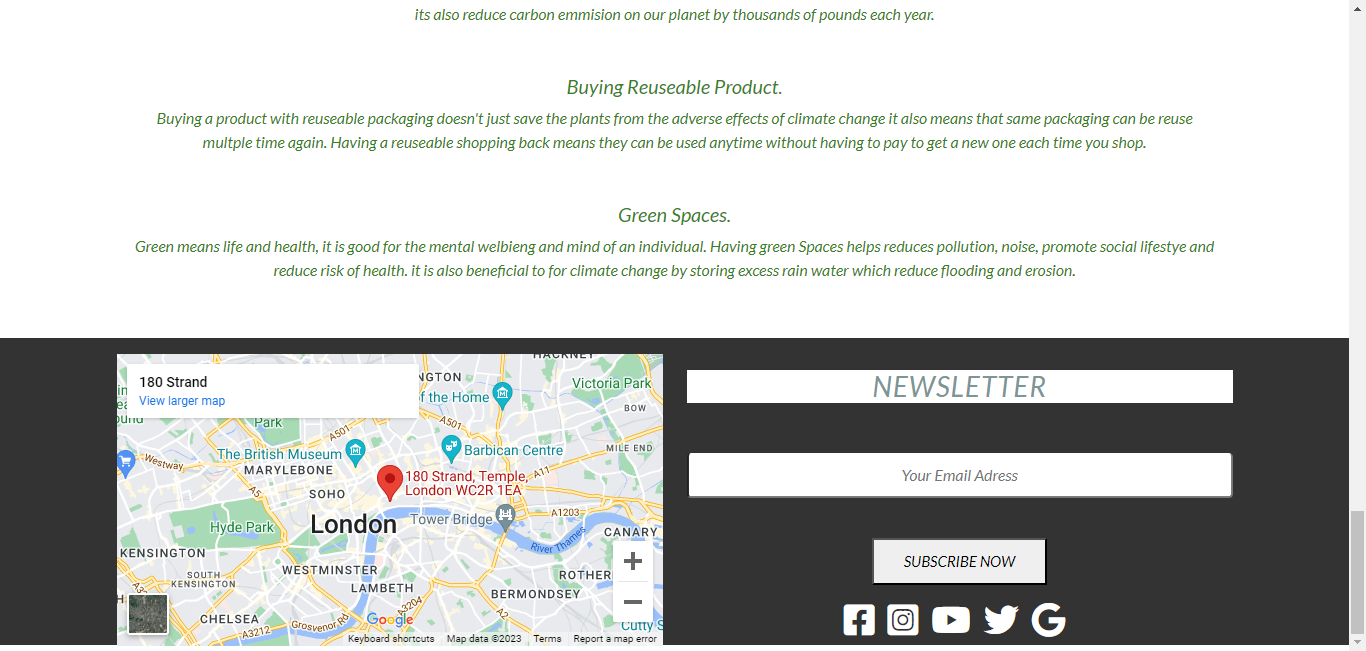 its also reduce carbon emmision on our planet by thousands of pounds each year.
Buying Reuseable Product.
Buying a product with reuseable packaging doesn't just save the plants from the adverse effects of climate change it also means that same packaging can be reuse
multple time again. Having a reuseable shopping back means they can be used anytime without having to pay to get a new one each time you shop.
Green Spaces.
Green means life and health, it is good for the mental welbieng and mind of an individual. Having green Spaces helps reduces pollution, noise, promote social lifestye and
reduce risk of health. it is also beneficial to for climate change by storing excess rain water which reduce flooding and erosion.
180 Strand
View larger map
HACKNEY
NGTON
of the Home
Victoria Park
BOW
Park
A501
A501
The British Museum
Barbican Centre
MILE END
Westway
MARYLEBONE
A11
180 Strand, Temple,
London WC2R 1EA
SOHO
Hyde Park
London
Tower Bridge
A1203
CANARY
River Thames
KENSINGTON
WESTMINSTER
SOUTH
KENSINGTON
ROTHER
LAMBETH
BERMONDSEY
A3204
CHELSEA
Grosvenor Rd
A3212
Google
Cutty S
Keyboard shortcuts
Map data ©2023
Terms
Report a map error
NEWSLETTER
Your Email Adress
SUBSCRIBE NOW